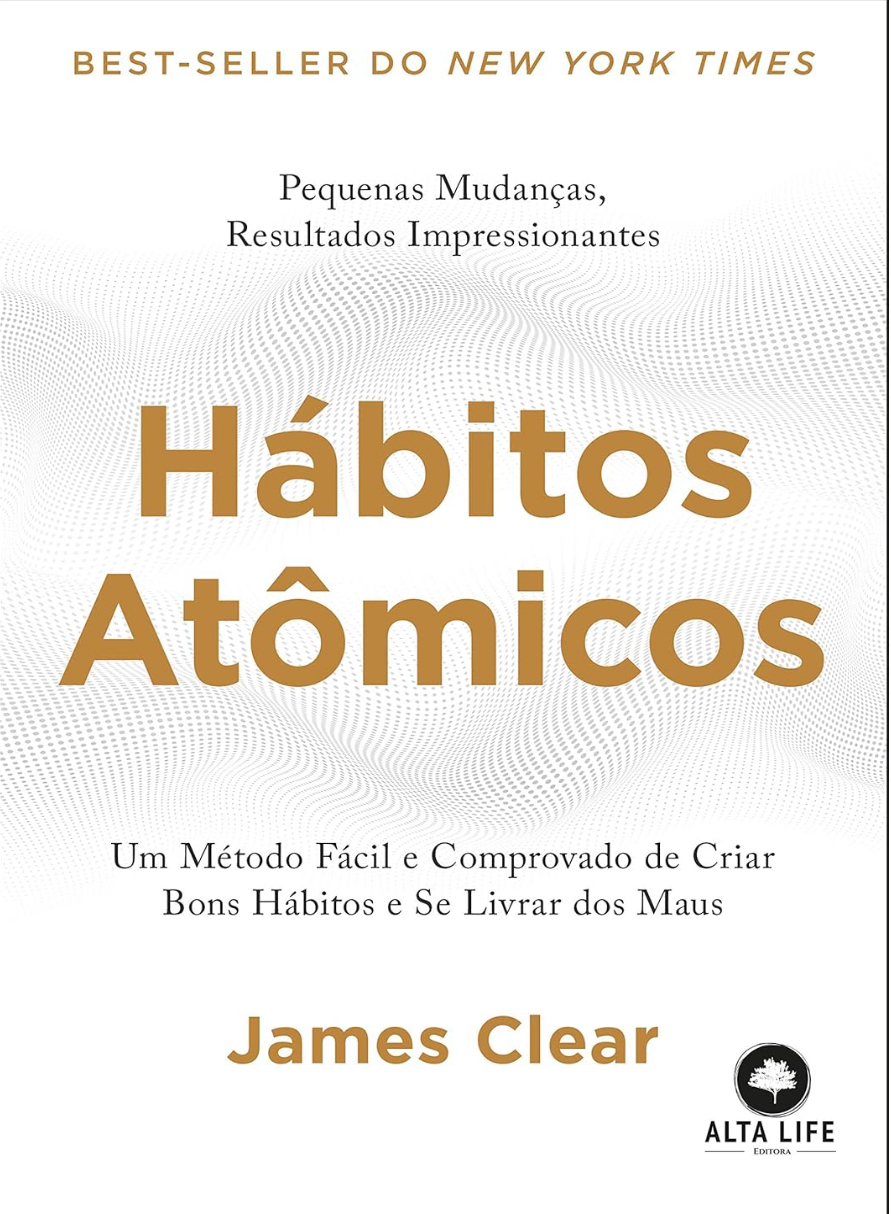 BEST-SELLER DO NEW YORK TIMES
Pequenas Mudanças,
Resultados Impressionantes
Hábitos
Atômicos
Um Método Fácil e Comprovado de Criar
Bons Hábitos e Se Livrar dos Maus
James Clear
ALTA LIFE
EDITORA